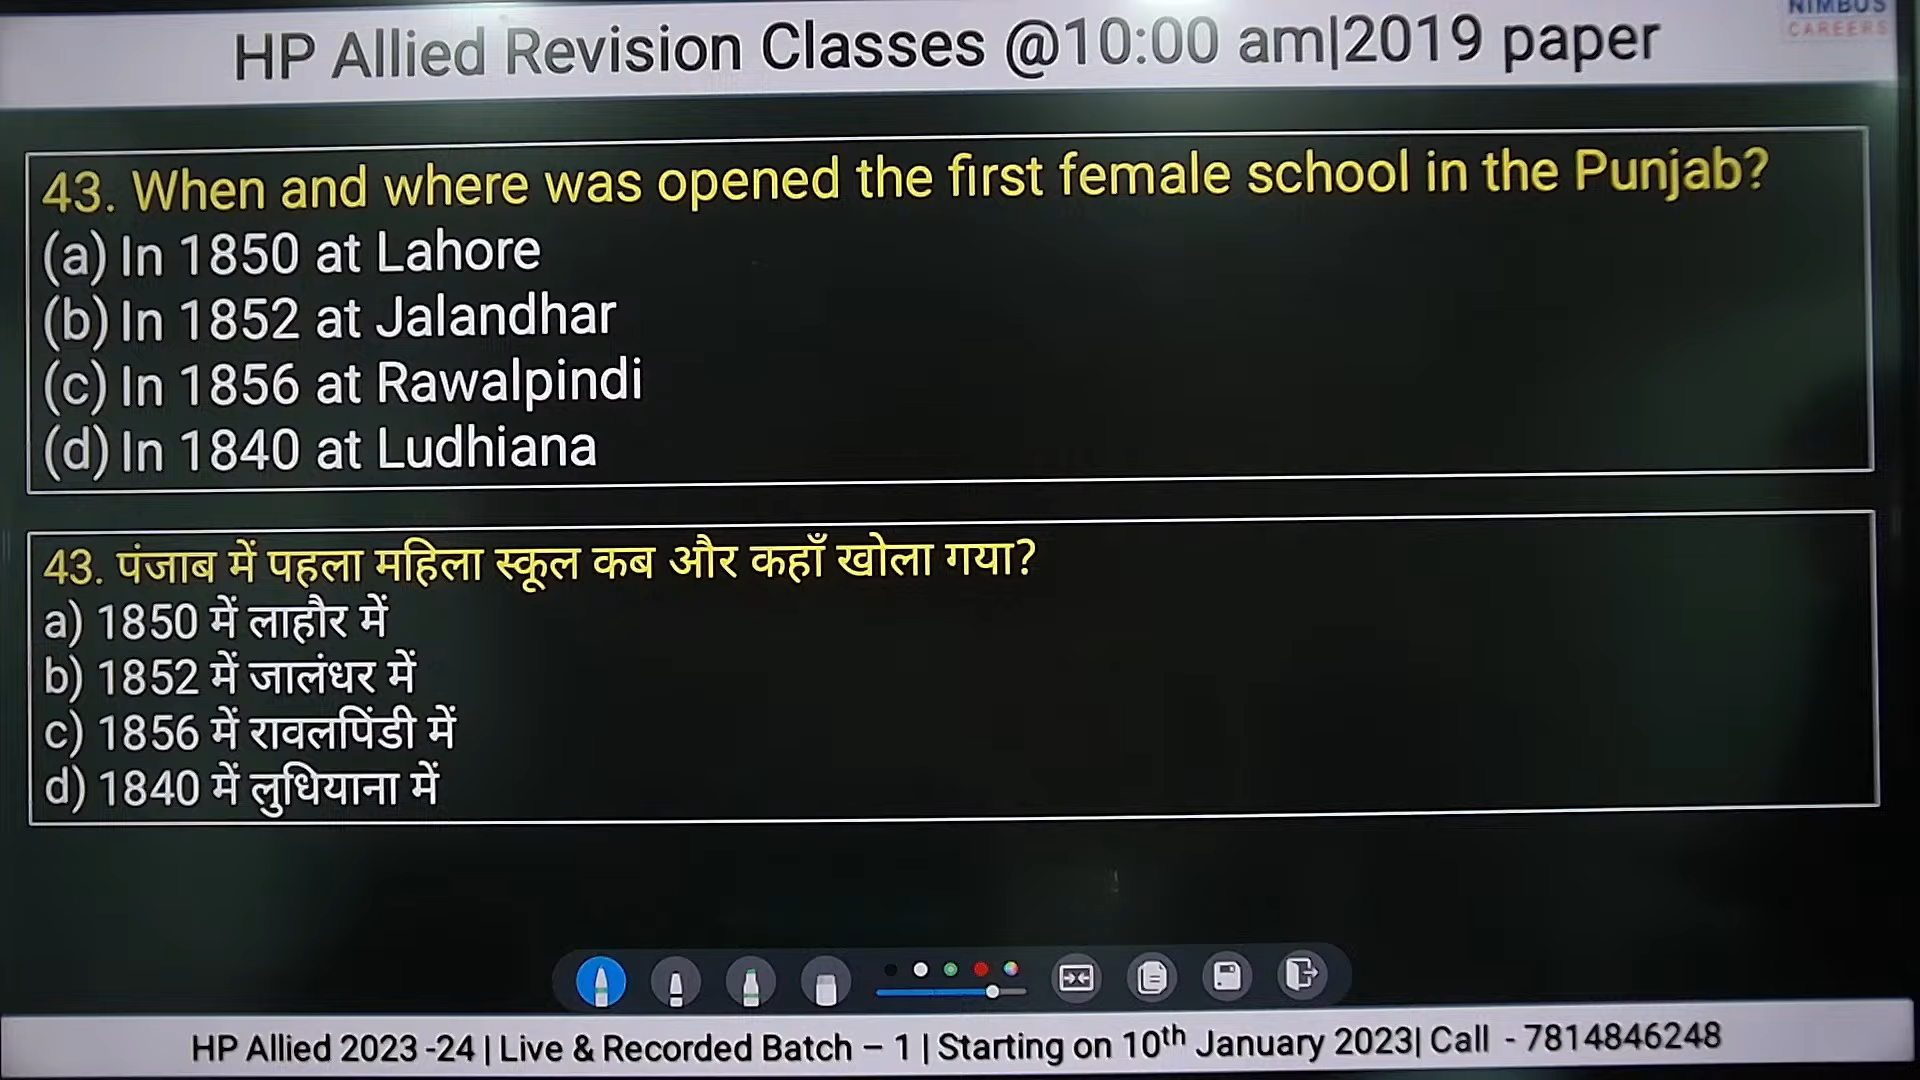 NIMBUS
CAREERS
HP Allied Revision Classes @10:00 am|2019 paper
43. When and where was opened the first female school in the Punjab?
(a) In 1850 at Lahore
(b) In 1852 at Jalandhar
(c) In 1856 at Rawalpindi
(d) In 1840 at Ludhiana
43. पंजाब में पहला महिला स्कूल कब और कहाँ खोला गया?
a) 1850 में लाहौर में
b) 1852 में जालंधर में
c) 1856 में रावलपिंडी में
d) 1840 में लुधियाना में
HP Allied 2023 -24 | Live & Recorded Batch – 1 | Starting on 10th January 2023| Call - 7814846248